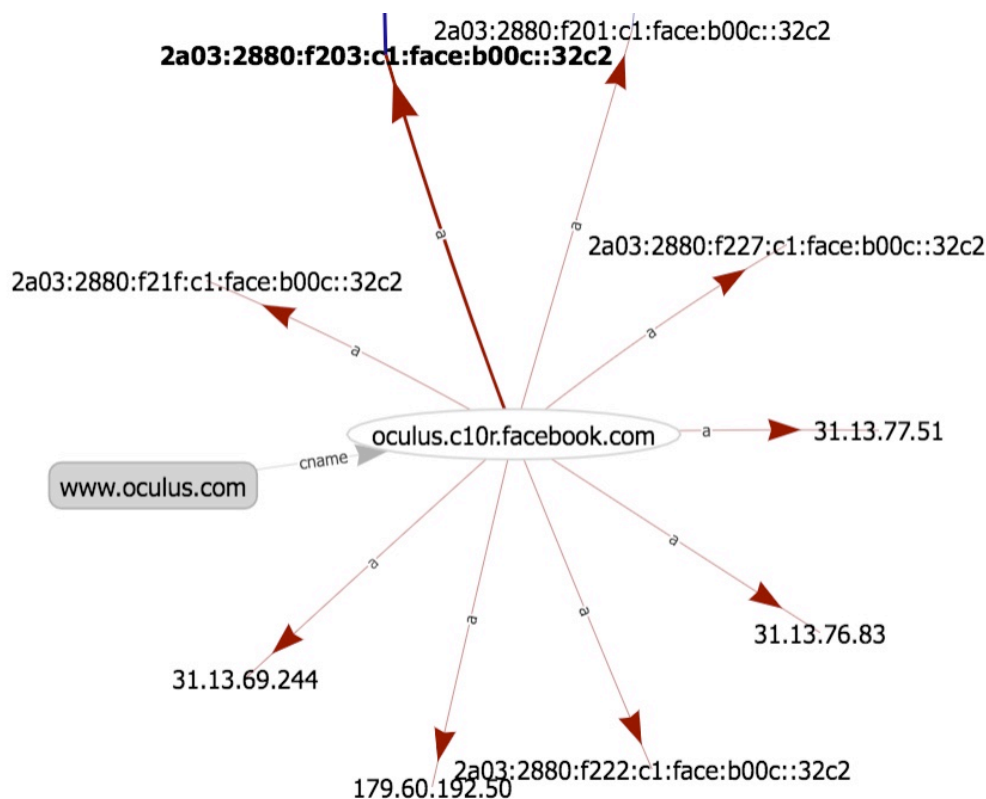 2a03:2880:f201:c1:face:b00c::32c2
2a03:2880:f203:c1:face:b00c::32c2
a
a
2a03:2880:f227:c1:face:b00c::32c2
2a03:2880:f21f:c1:face:b00c::32c2
a
a
oculus.c10r.facebook.com
a
31.13.77.51
cname
www.oculus.com
a
a
a
a
31.13.76.83
31.13.69.244
2a03:2880:f222:c1:face:b00c::32c2
179.60.192.50